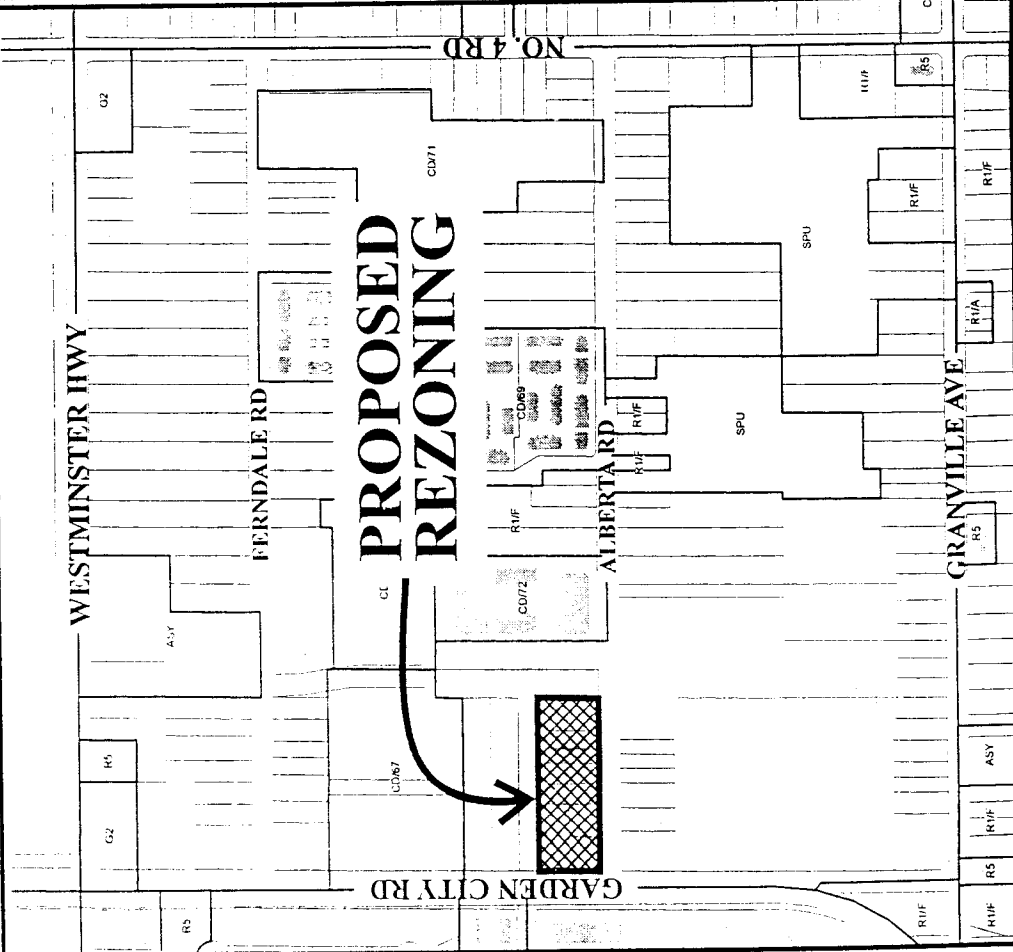 C
NO. 4 RD
G2
R5
R1/F
CD/71
R1/F
R1/F
SPU
WESTMINSTER HWY
FERNDALE RD
PROPOSED
REZONING
CD/69
R1/A
ALBERTA RD
R1/F
R1/F
SPU
GRANVILLE AVE
R1/F
R5
CD/72
ASY
R5
CD/67
G2
ASY
R1/F
GARDEN CITY RD
R5
R5
R1/F
R1/F